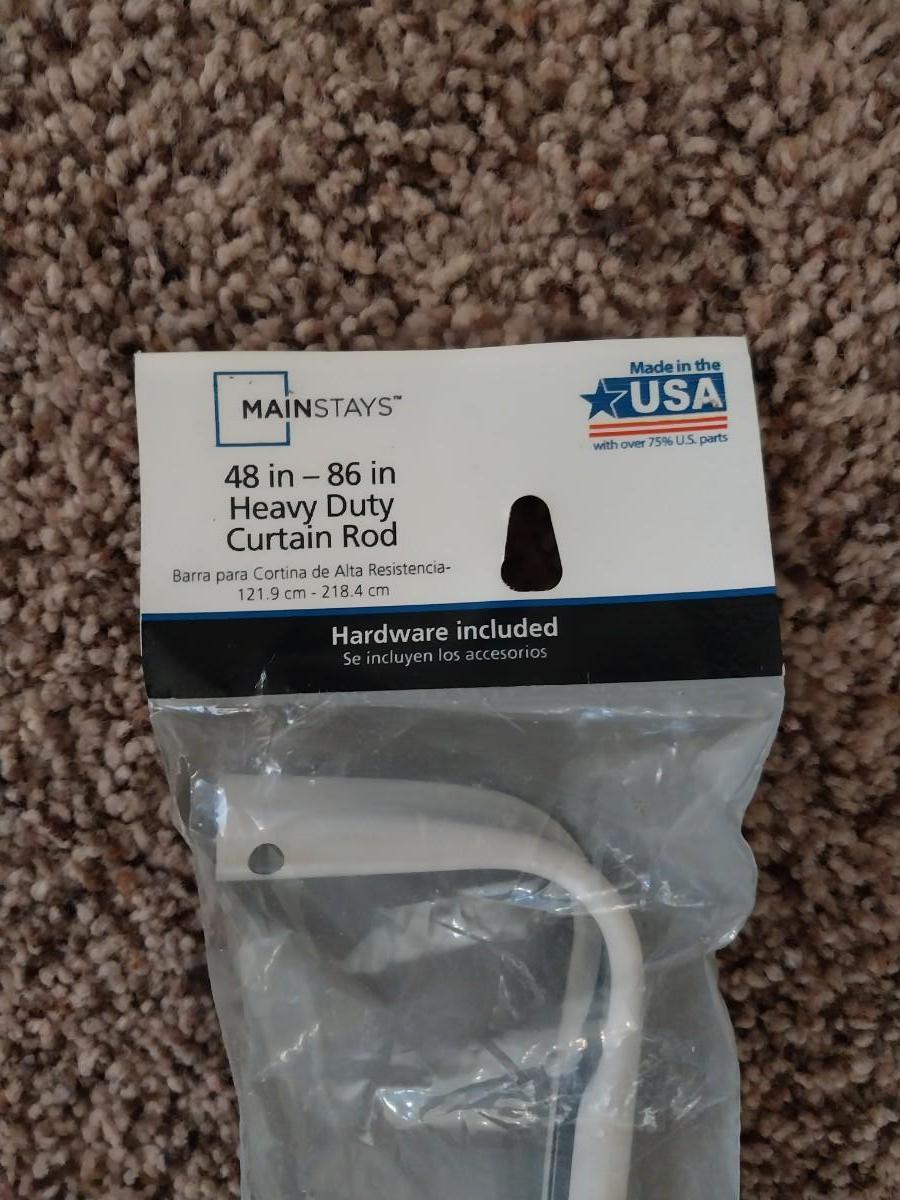 MAINSTAYS™
Made in the
USA
with over 75% U.S. parts
48 in – 86 in
Heavy Duty
Curtain Rod
Barra para Cortina de Alta Resistencia-
121.9 cm - 218.4 cm
Hardware included
Se incluyen los accesorios